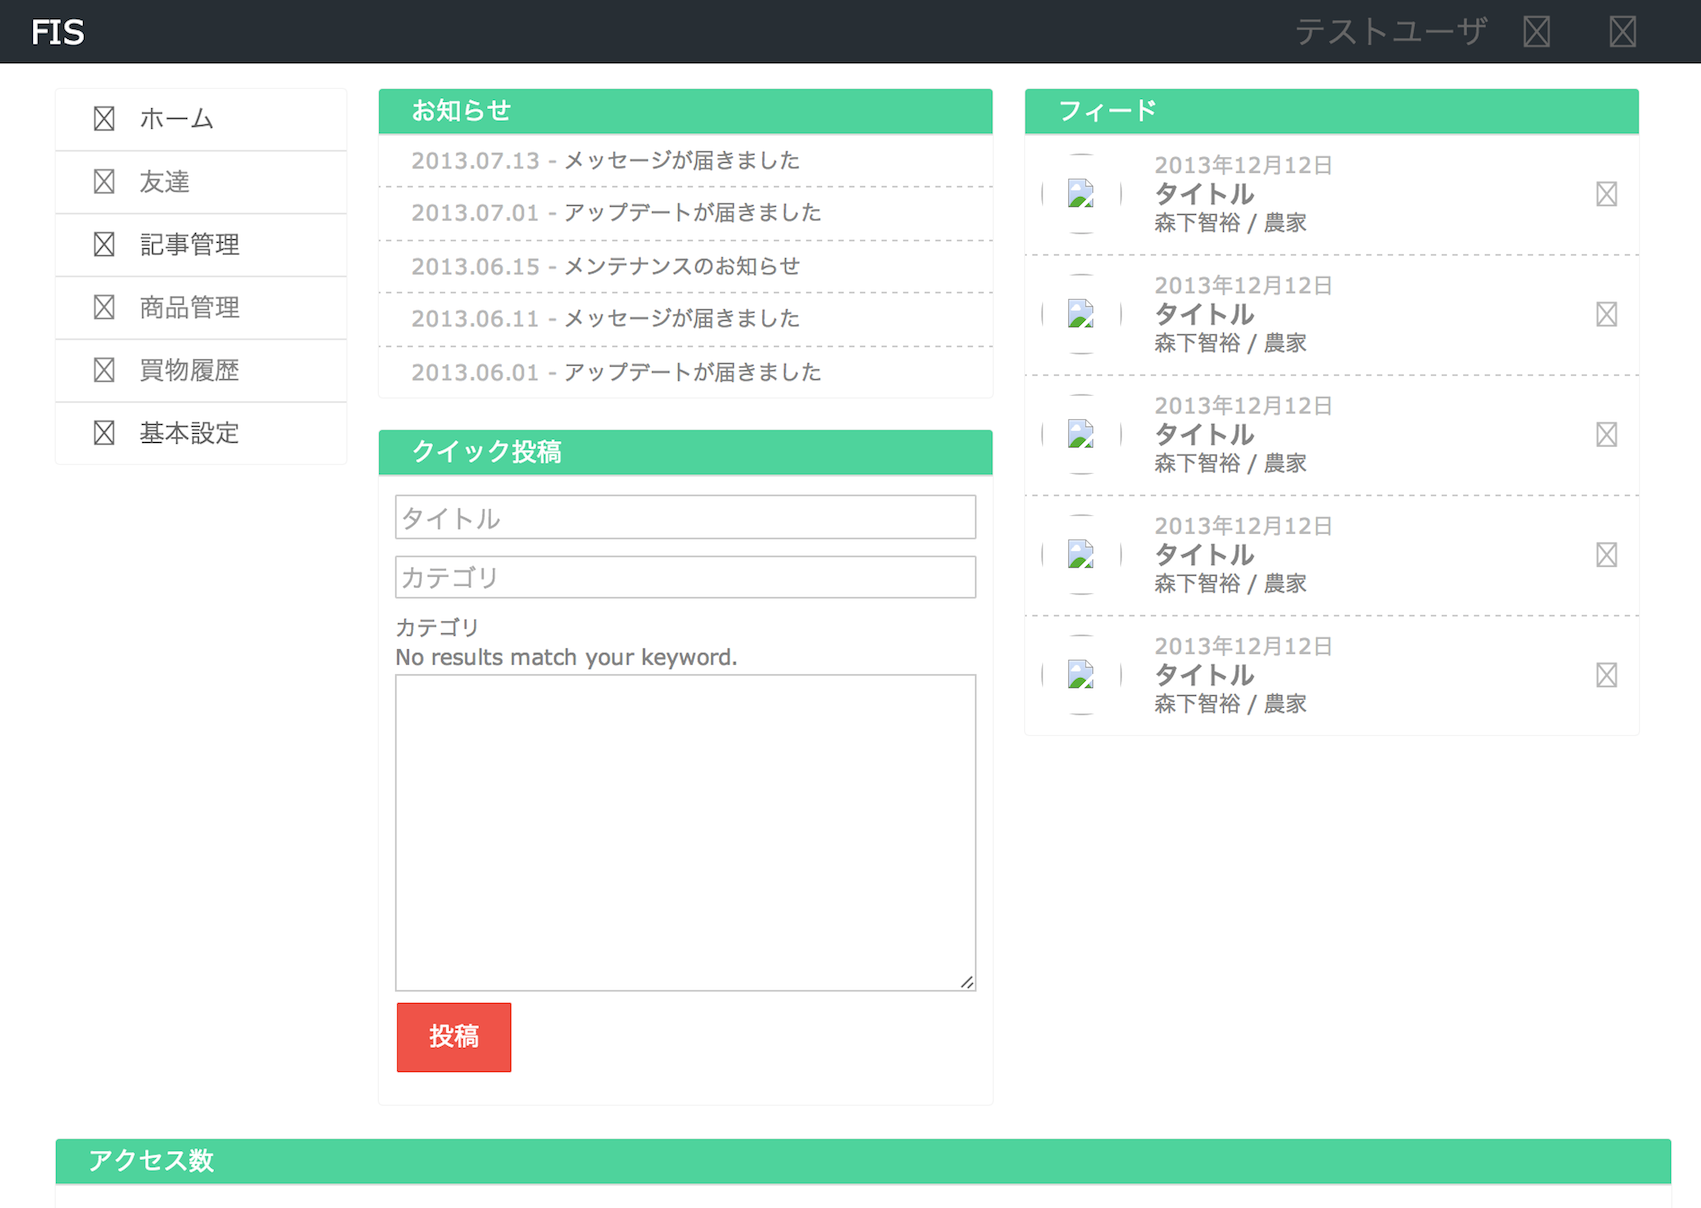 FIS
テストユーザ
ホーム
友達
記事管理
商品管理
買物履歴
基本設定
お知らせ
2013.07.13 - メッセージが届きました
2013.07.01 - アップデートが届きました
2013.06.15 - メンテナンスのお知らせ
2013.06.11 - メッセージが届きました
2013.06.01 - アップデートが届きました
クイック投稿
タイトル
カテゴリ
カテゴリ
No results match your keyword.
投稿
フィード
2013年12月12日
タイトル
森下智裕 / 農家
2013年12月12日
タイトル
森下智裕 / 農家
2013年12月12日
タイトル
森下智裕 / 農家
2013年12月12日
タイトル
森下智裕 / 農家
2013年12月12日
タイトル
森下智裕 / 農家
アクセス数